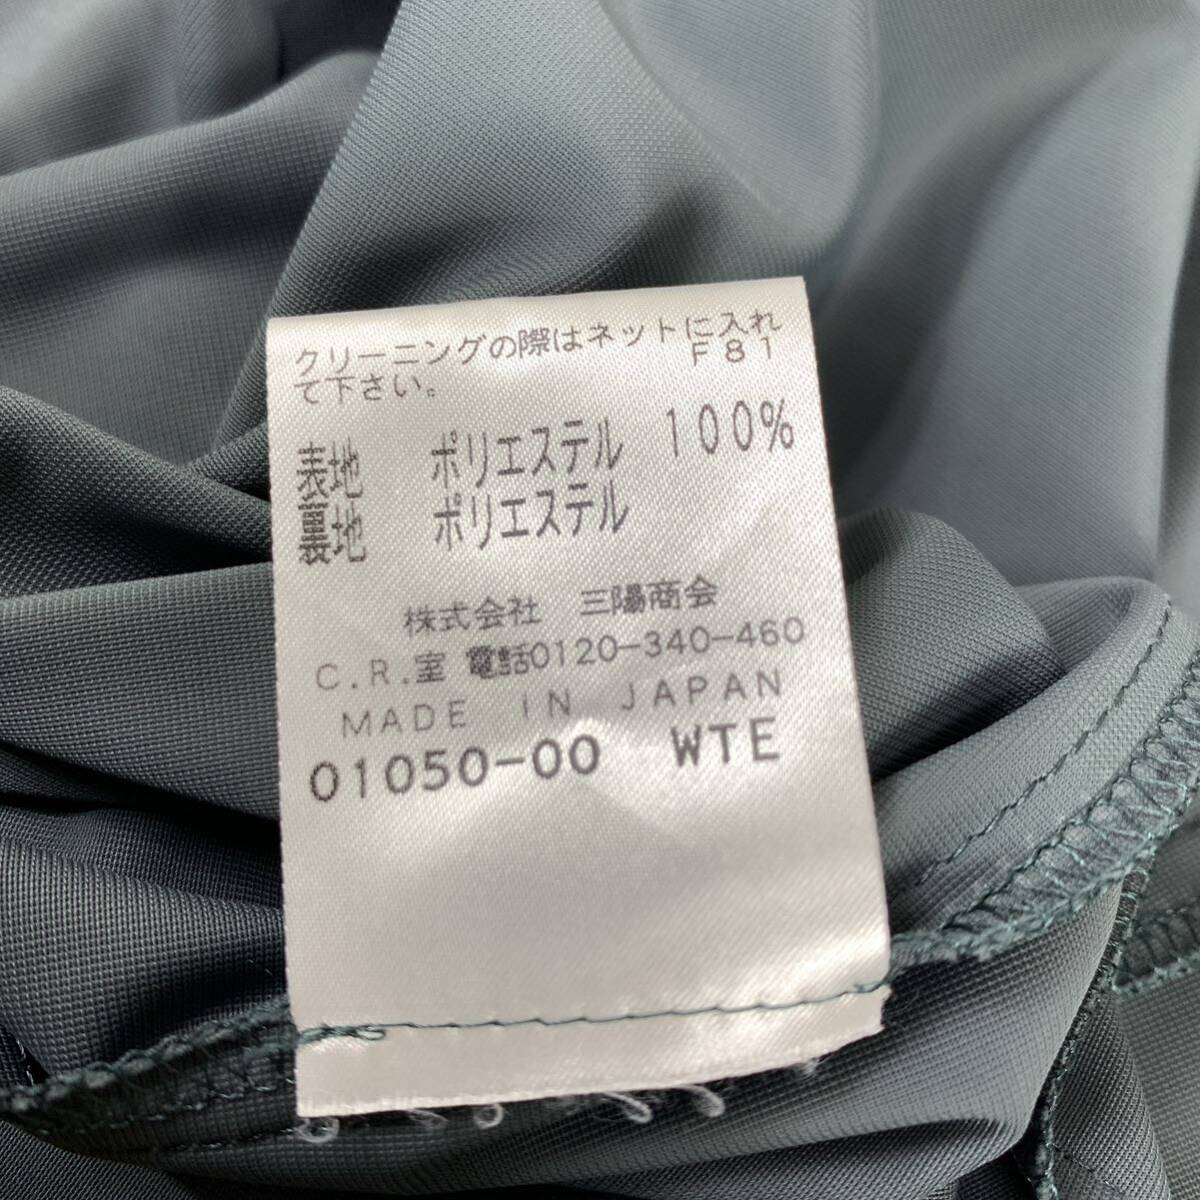 クリーニングの際はネットに入れ
て下さい。 F81
表地 ポリエステル 100%
裏地 ポリエステル
株式会社 三陽商会
C.R.室 電話0120-340-460
MADE IN JAPAN
01050-00 WTE